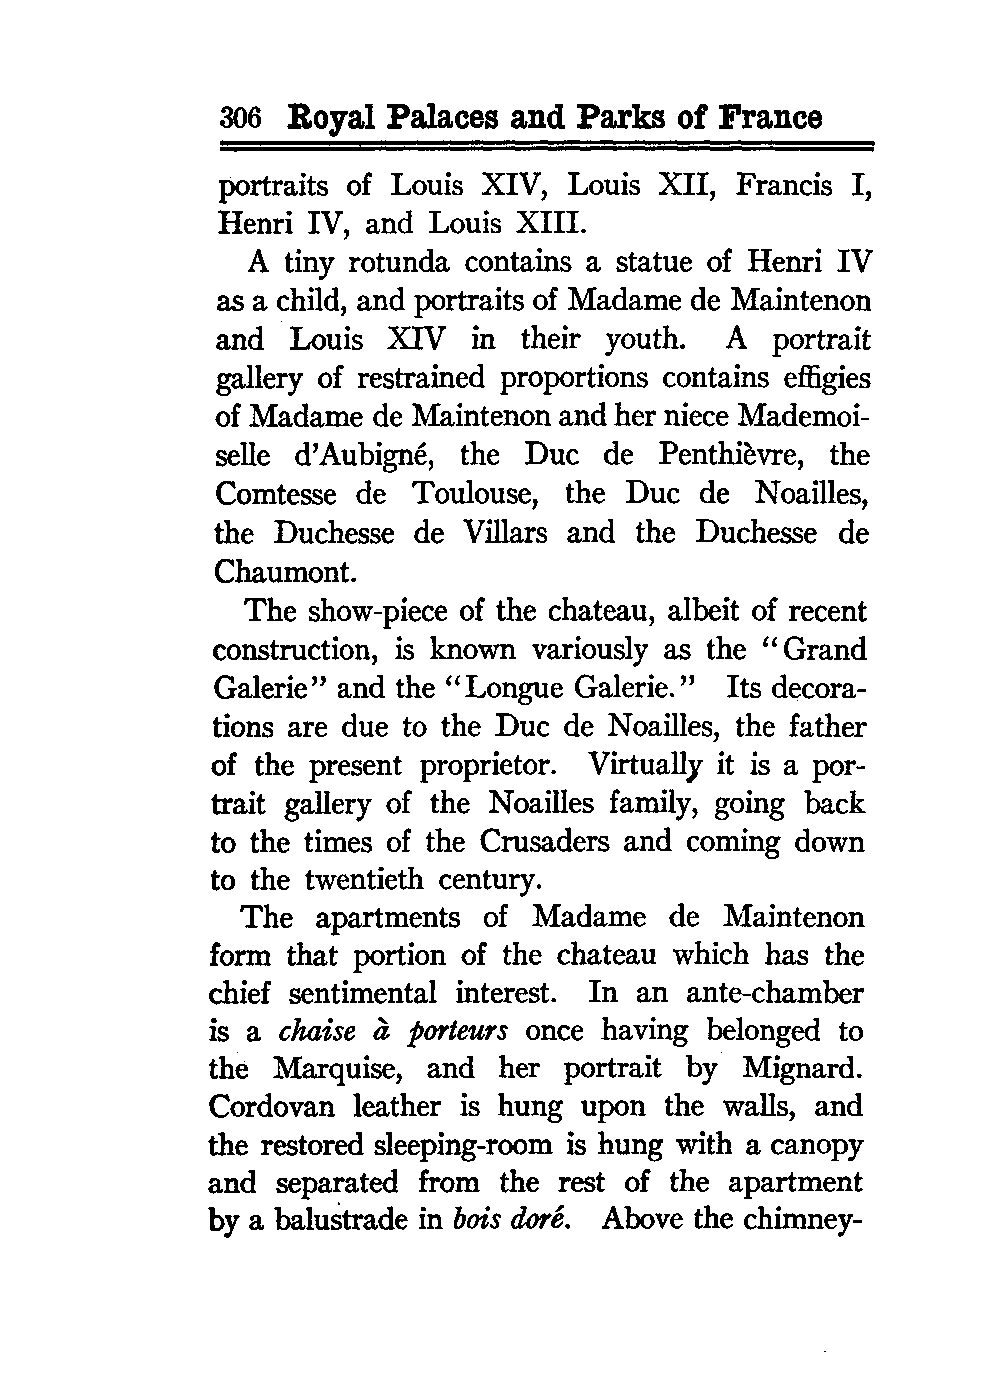 306 Royal Palaces and Parks of France
portraits of Louis XIV, Louis XII, Francis I,
Henri IV, and Louis XIII.
A tiny rotunda contains a statue of Henri IV
as a child, and portraits of Madame de Maintenon
and Louis XIV in their youth. A portrait
gallery of restrained proportions contains effigies
of Madame de Maintenon and her niece Mademoi-
selle d'Aubigné, the Duc de Penthièvre, the
Comtesse de Toulouse, the Duc de Noailles,
the Duchesse de Villars and the Duchesse de
Chaumont.
The show-piece of the chateau, albeit of recent
construction, is known variously as the "Grand
Galerie" and the "Longue Galerie." Its decora-
tions are due to the Duc de Noailles, the father
of the present proprietor. Virtually it is a por-
trait gallery of the Noailles family, going back
to the times of the Crusaders and coming down
to the twentieth century.
The apartments of Madame de Maintenon
form that portion of the chateau which has the
chief sentimental interest. In an ante-chamber
is a chaise à porteurs once having belonged to
the Marquise, and her portrait by Mignard.
Cordovan leather is hung upon the walls, and
the restored sleeping-room is hung with a canopy
and separated from the rest of the apartment
by a balustrade in bois doré. Above the chimney-